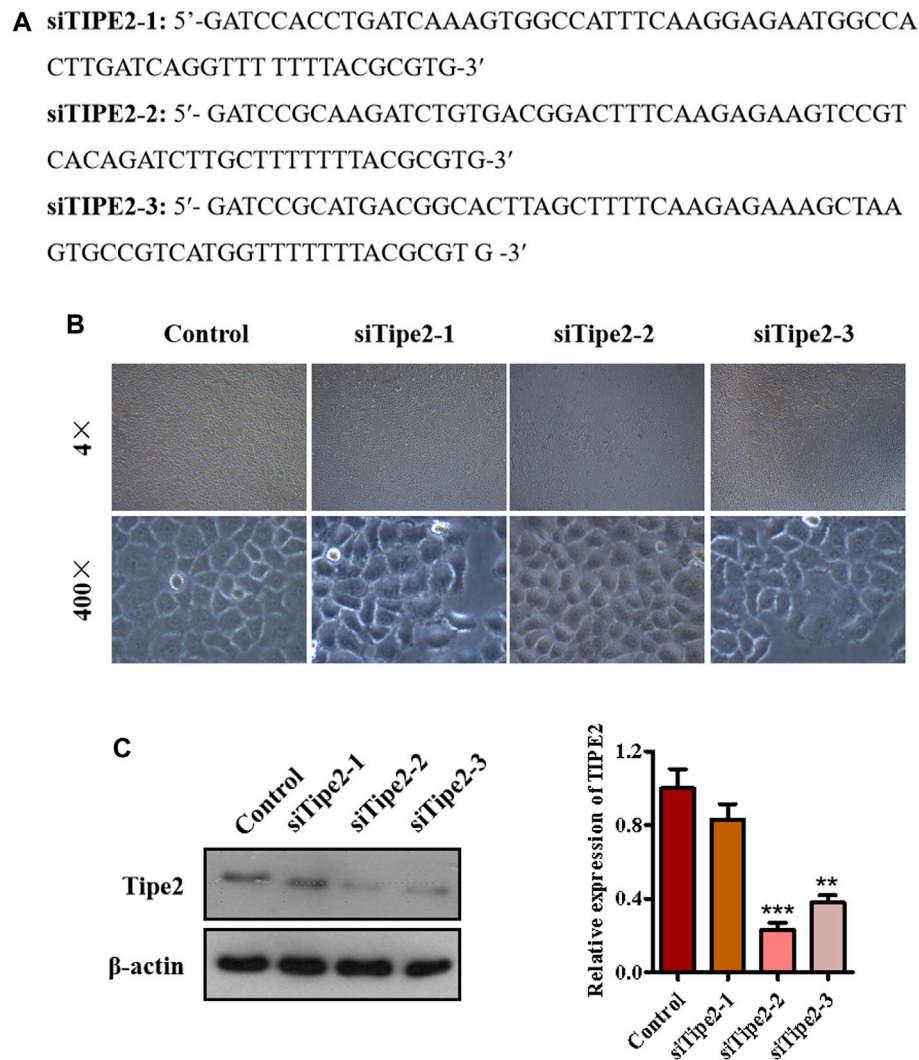 A siTIPE2-1: 5’-GATCCACCTGATCAAAGTGGCCATTTCAAGGAGAATGGCCA
CTTGATCAGGTTT TTTTACGCGTG-3′
siTIPE2-2: 5′- GATCCGCAAGATCTGTGACGGACTTTCAAGAGAAGTCCGT
CACAGATCTTGCTTTTTTTACGCGTG-3′
siTIPE2-3: 5′- GATCCGCATGACGGCACTTAGCTTTTCAAGAGAAAGCTAA
GTGCCGTCATGGTTTTTTTACGCGT G -3′
B
Control siTipe2-1 siTipe2-2 siTipe2-3
4×
400×
C
Control siTipe2-1 siTipe2-2 siTipe2-3
Tipe2
β-actin
Relative expression of TIPE2
1.2
0.8
0.4
0.0
*** **
Control siTipe2-1 siTipe2-2 siTipe2-3